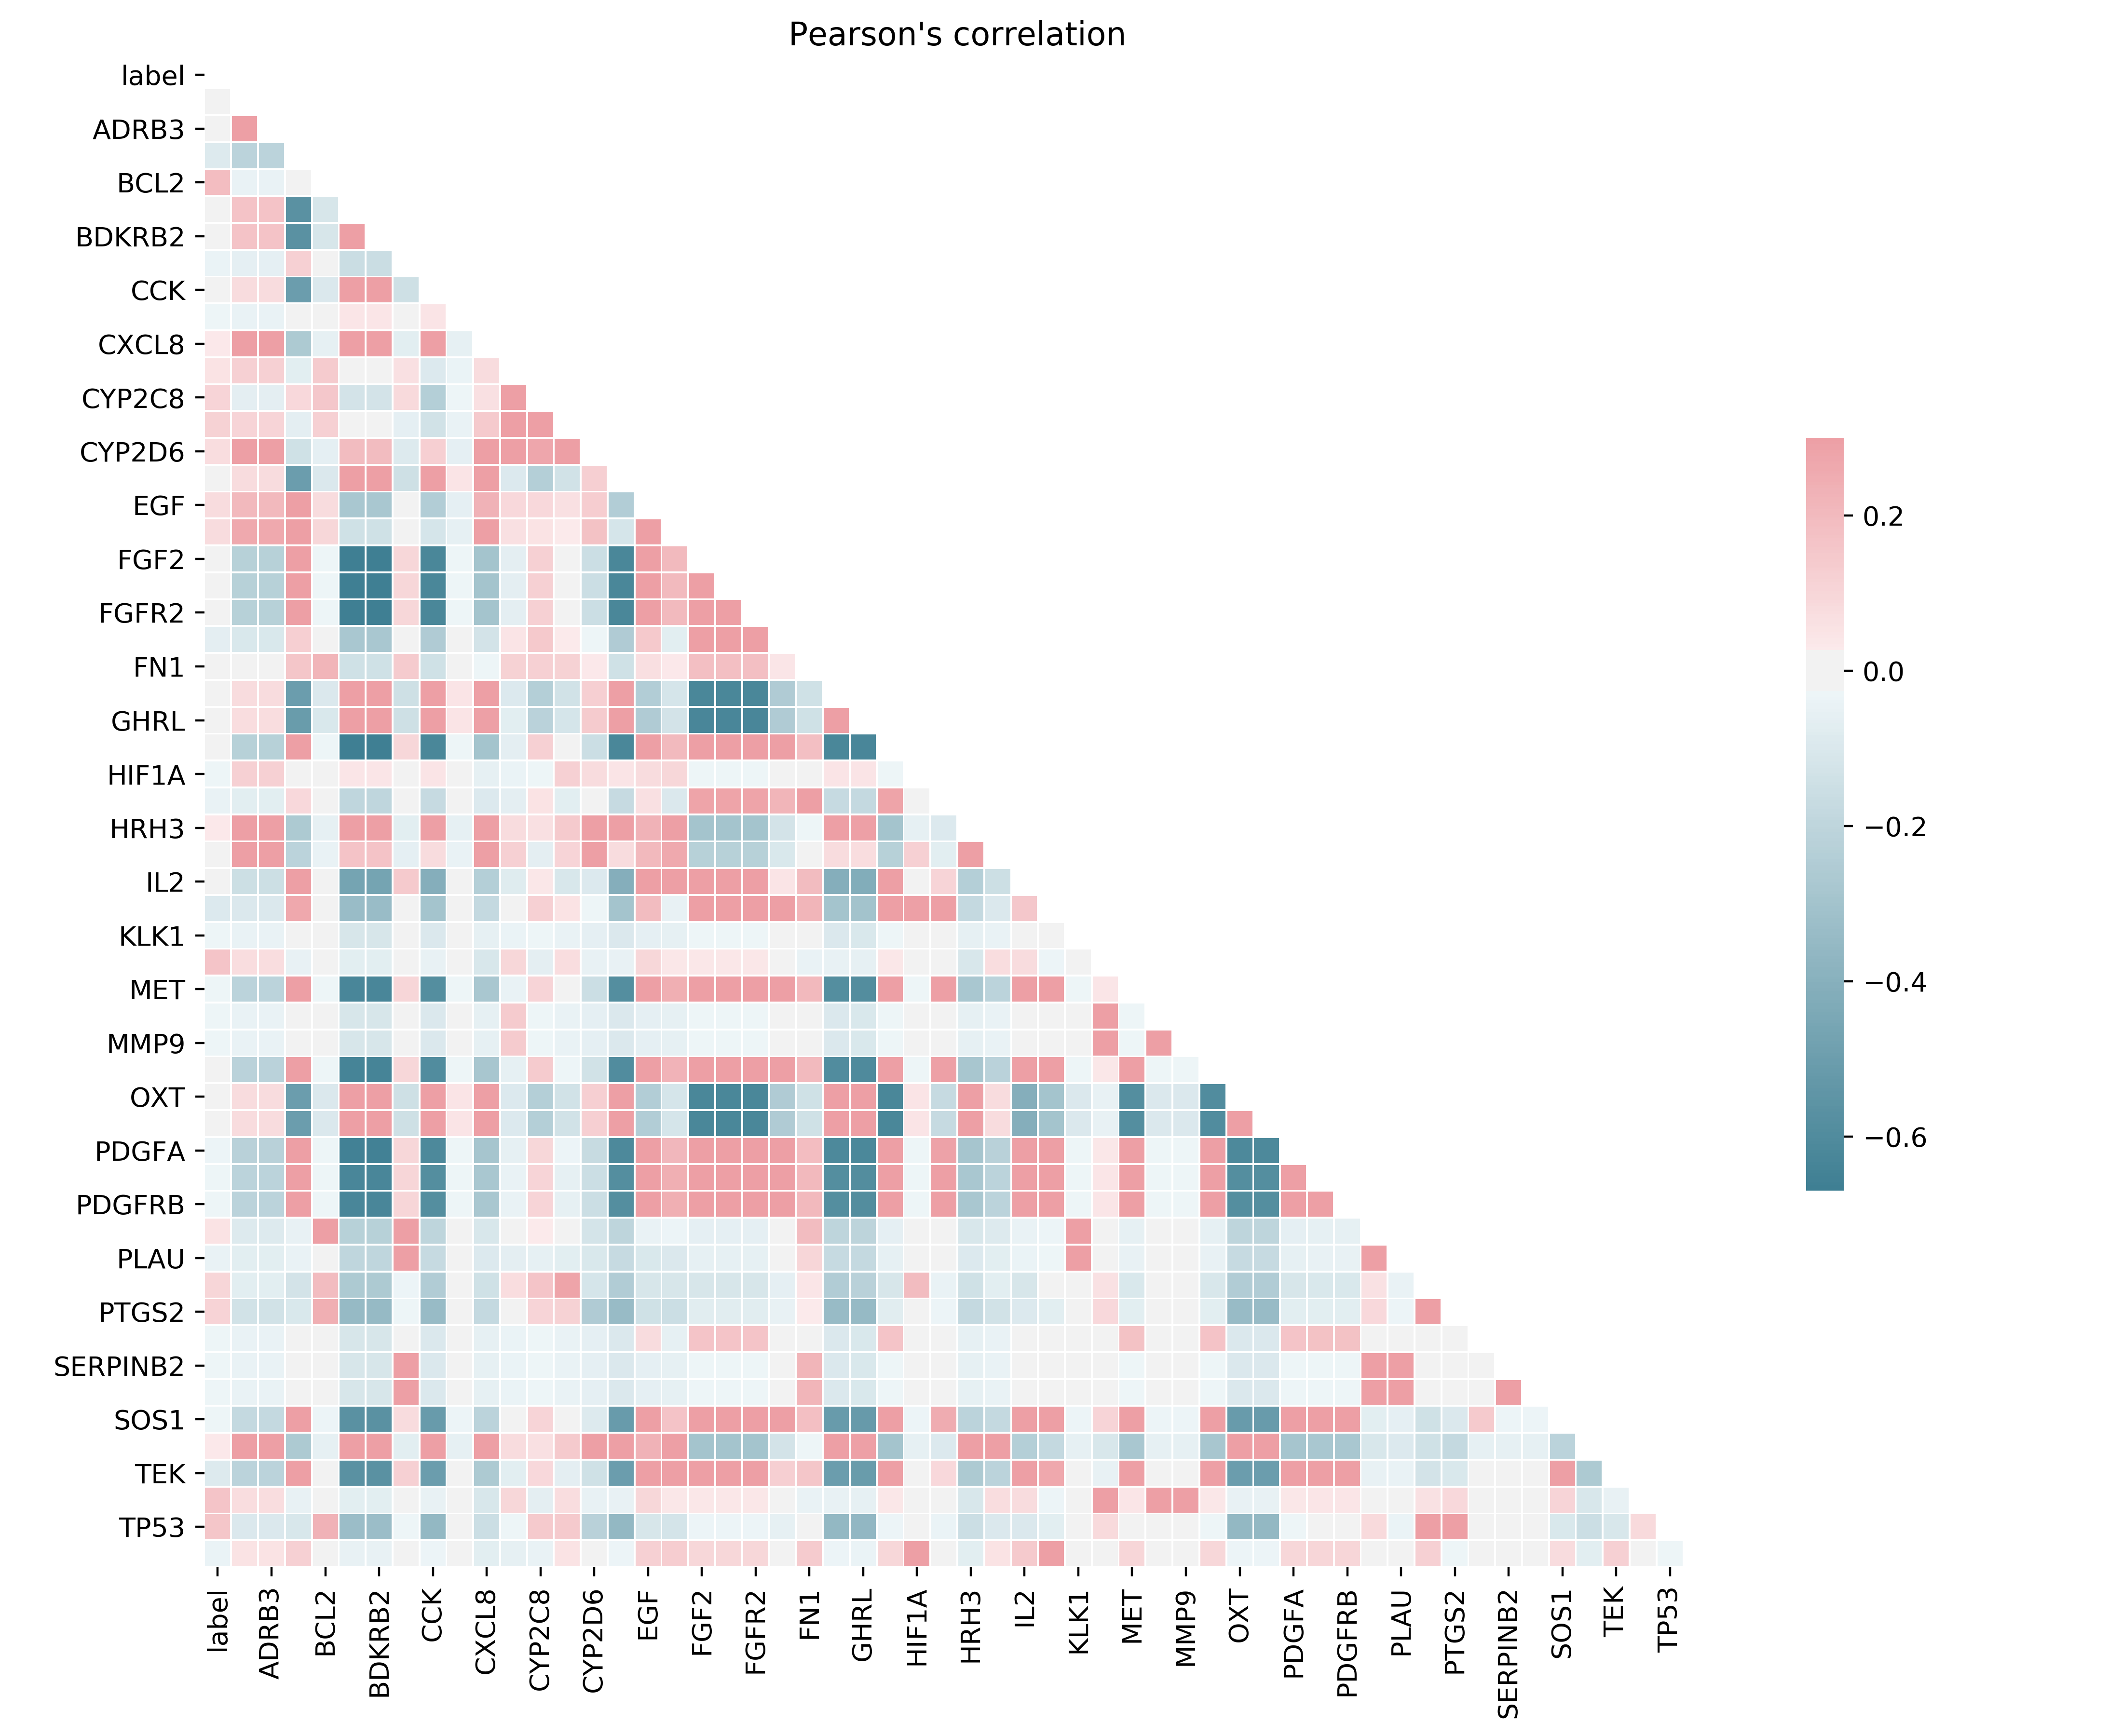 Pearson's correlation
label
ADRB3
BCL2
BDKRB2
CCK
CXCL8
CYP2C8
CYP2D6
EGF
FGF2
FGFR2
FN1
GHRL
HIF1A
HRH3
IL2
KLK1
MET
MMP9
OXT
PDGFA
PDGFRB
PLAU
PTGS2
SERPINB2
SOS1
TEK
TP53
label
ADRB3
BCL2
BDKRB2
CCK
CXCL8
CYP2C8
CYP2D6
EGF
FGF2
FGFR2
FN1
GHRL
HIF1A
HRH3
IL2
KLK1
MET
MMP9
OXT
PDGFA
PDGFRB
PLAU
PTGS2
SERPINB2
SOS1
TEK
TP53
0.2
0.0
−0.2
−0.4
−0.6